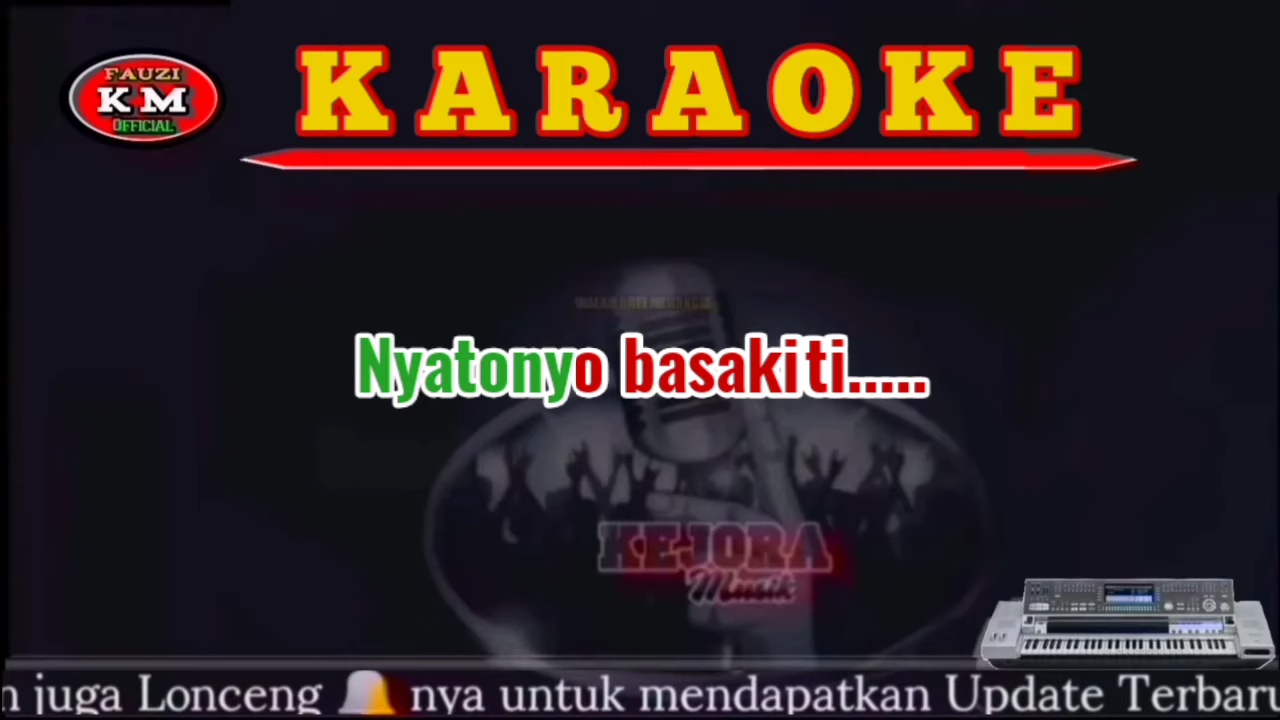 FAUZI
KM
OFFICIAL
KARAOKE
Nyatonyo basakiti.....
KEJORA
Musik
n juga Lonceng 🔔 nya untuk mendapatkan Update Terbaru